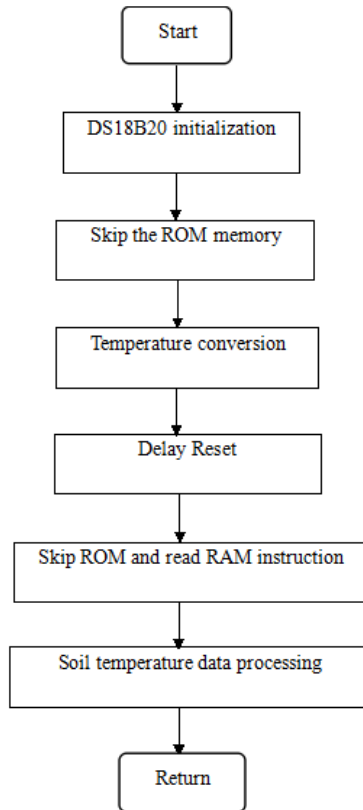 Start
DS18B20 initialization
Skip the ROM memory
Temperature conversion
Delay Reset
Skip ROM and read RAM instruction
Soil temperature data processing
Return